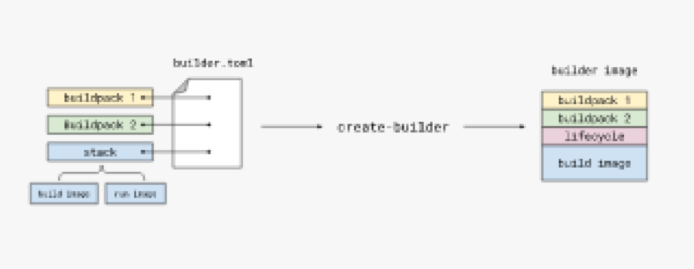 builder.toml
buildpack 1
Buildpack 2
stack
build image
run image
create-builder
builder image
buildpack 1
buildpack 2
lifecycle
build image